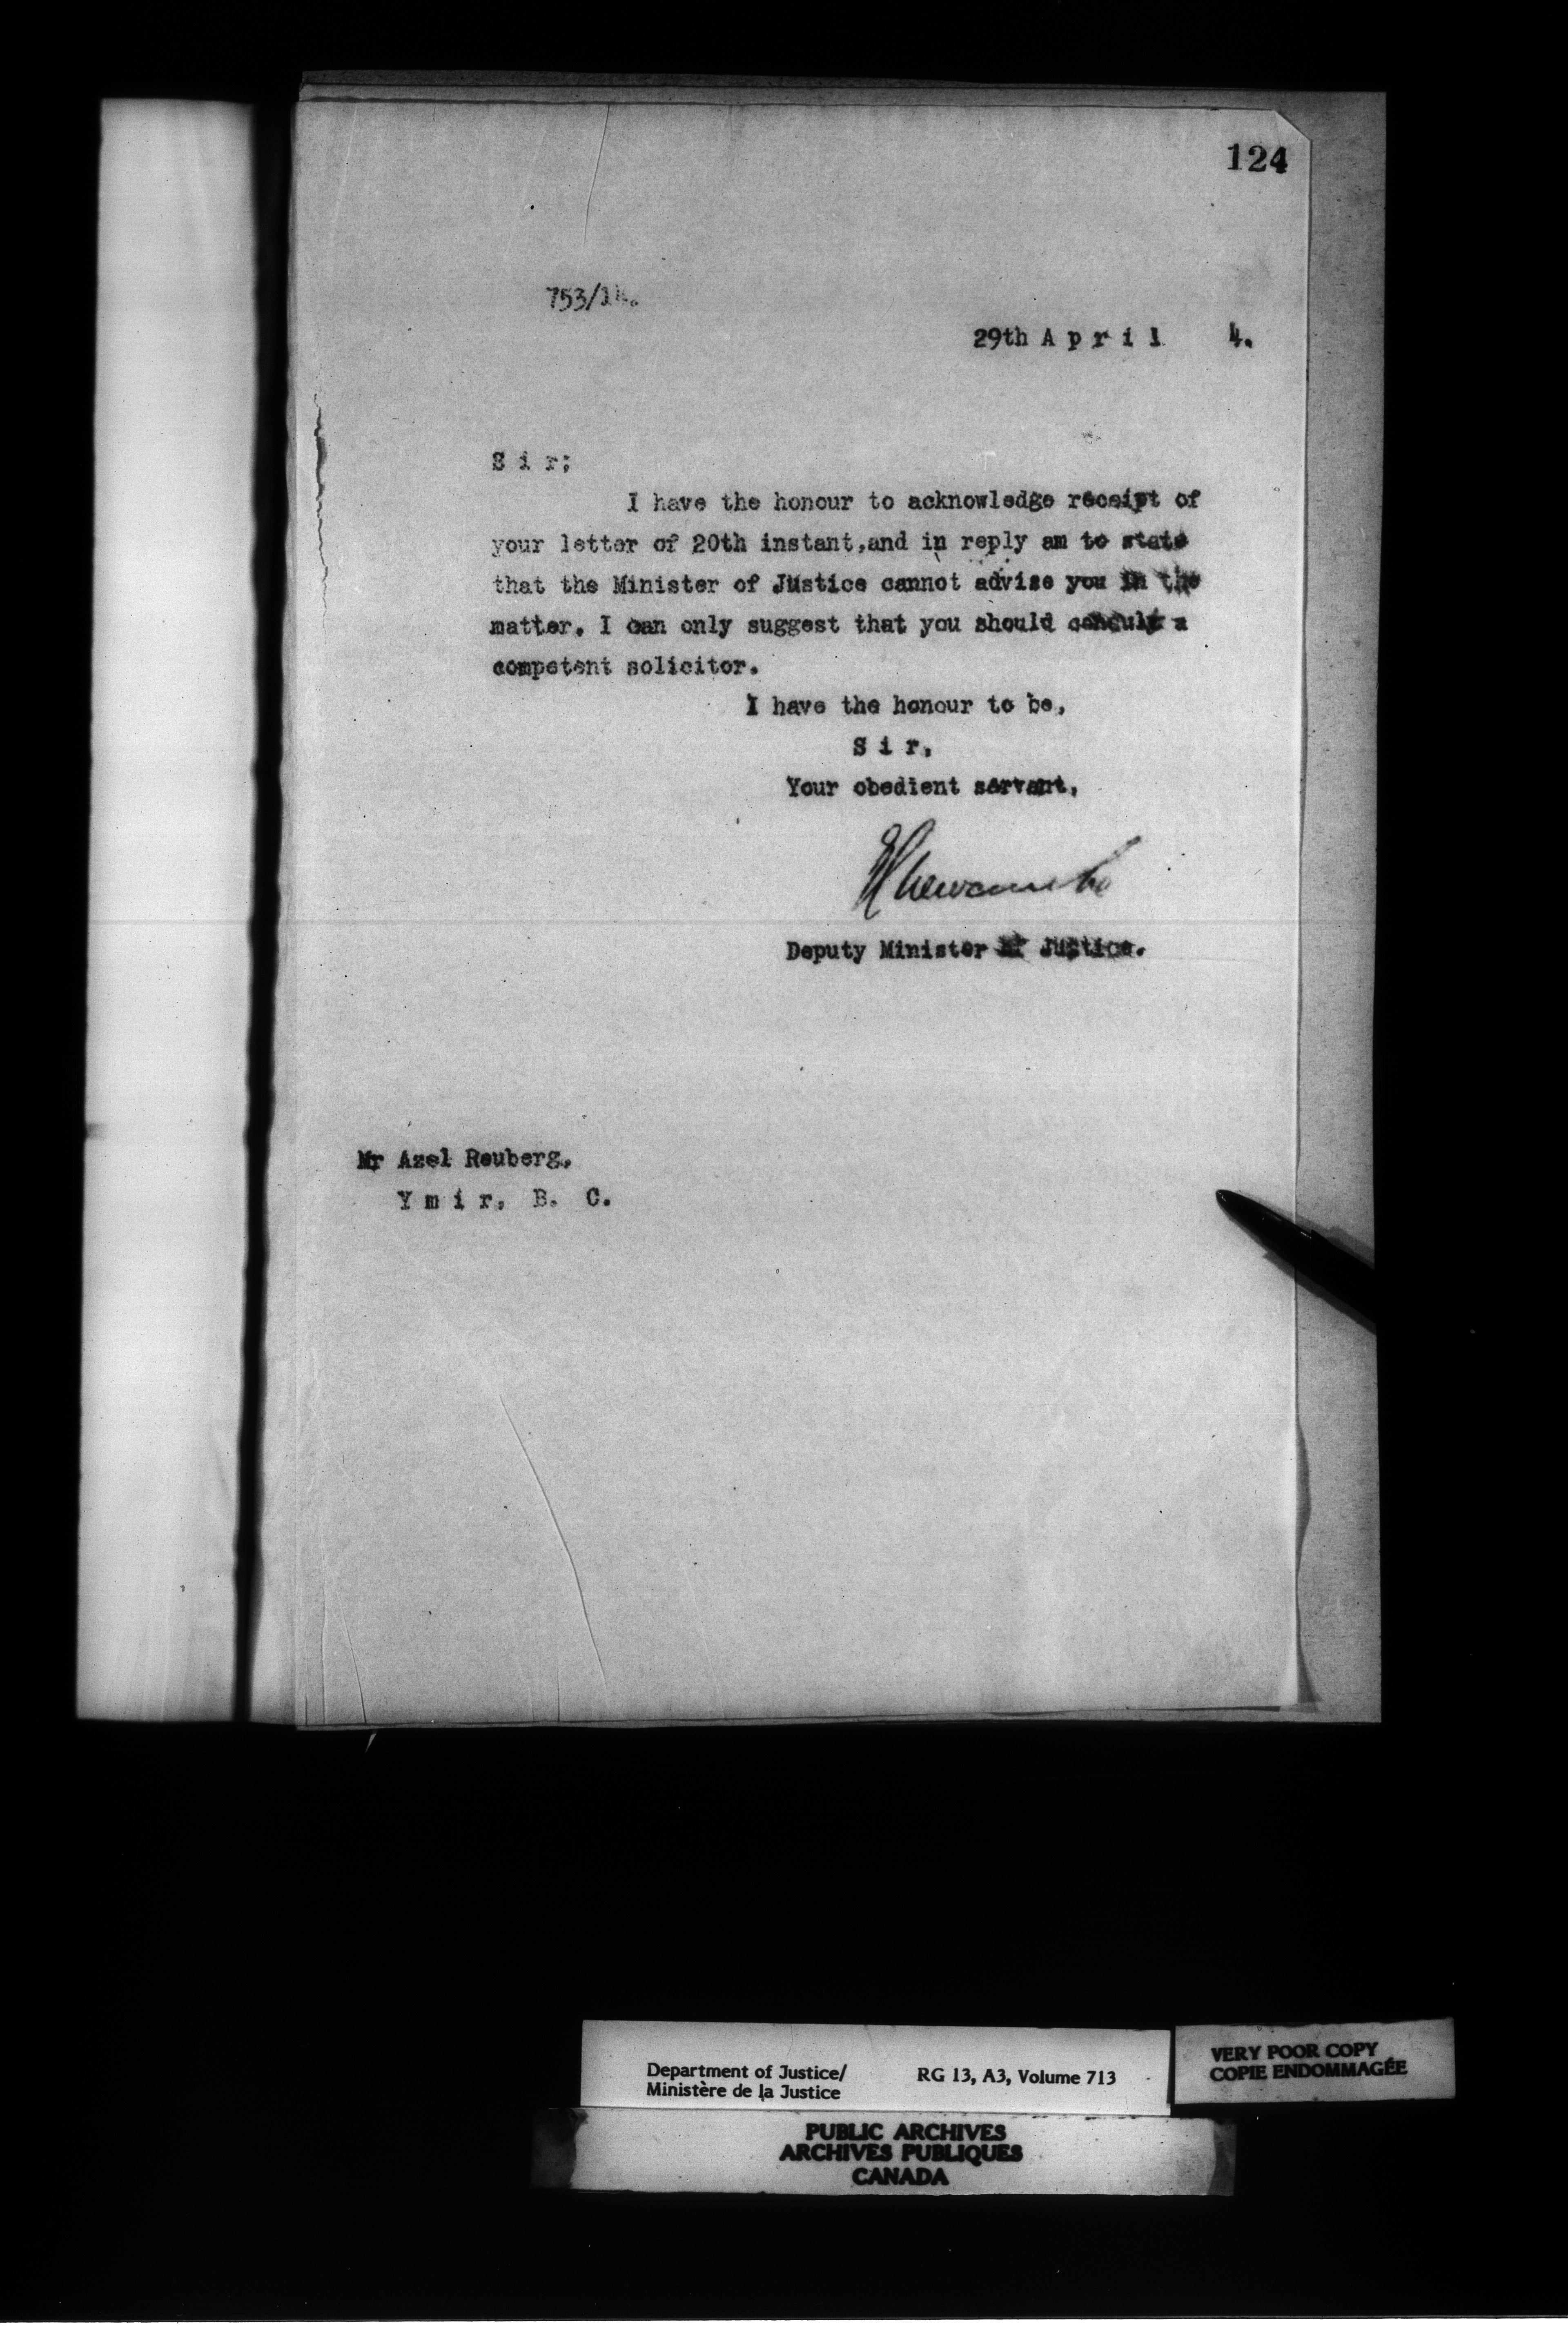 124
753/14.
29th A p r i l 4.
S i r;
I have the honour to acknowledge receipt of
your letter of 20th instant,and in reply am to state
that the Minister of Justice cannot advise you in the
matter. I can only suggest that you should consult a
competent solicitor.
I have the honour to be,
S i r,
Your obedient servant,
Newcombe
Deputy Minister of Justice.
Mr Azel Reuberg,
Y m i r, B. C.
Department of Justice/
Ministère de la Justice
RG 13, A3, Volume 713
VERY POOR COPY
COPIE ENDOMMAGÉE
PUBLIC ARCHIVES
ARCHIVES PUBLIQUES
CANADA